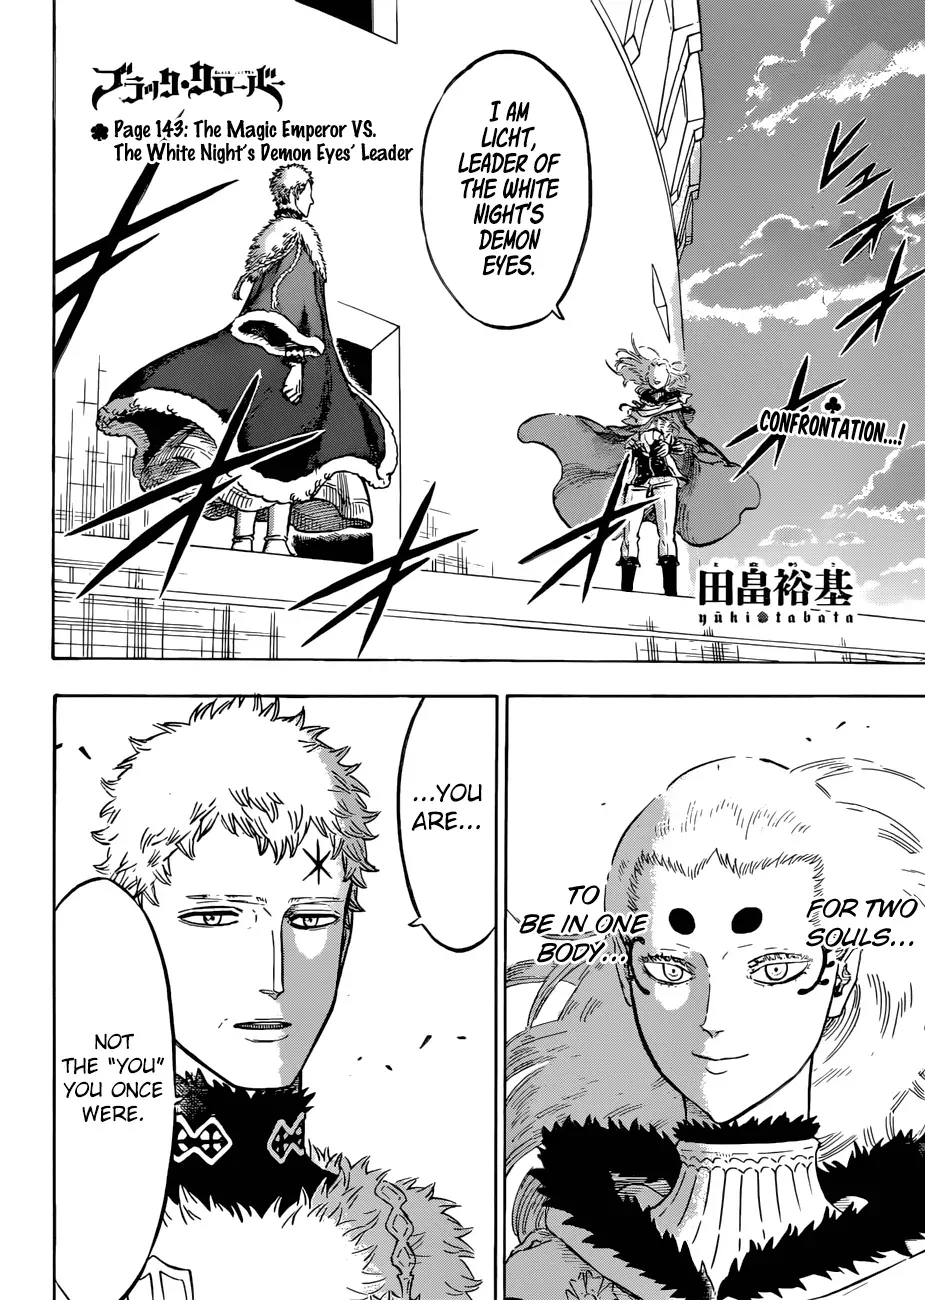 ブラッククローバー
Page 143: The Magic Emperor VS.
The White Night's Demon Eyes' Leader
I AM
LICHT,
LEADER OF
THE WHITE
NIGHT'S
DEMON
EYES.
CONFRONTATION...!
田畠裕基
yūki tabata
FOR TWO
SOULS...
TO
BE IN ONE
BODY...
...YOU
ARE...
NOT
THE "YOU"
YOU ONCE
WERE.